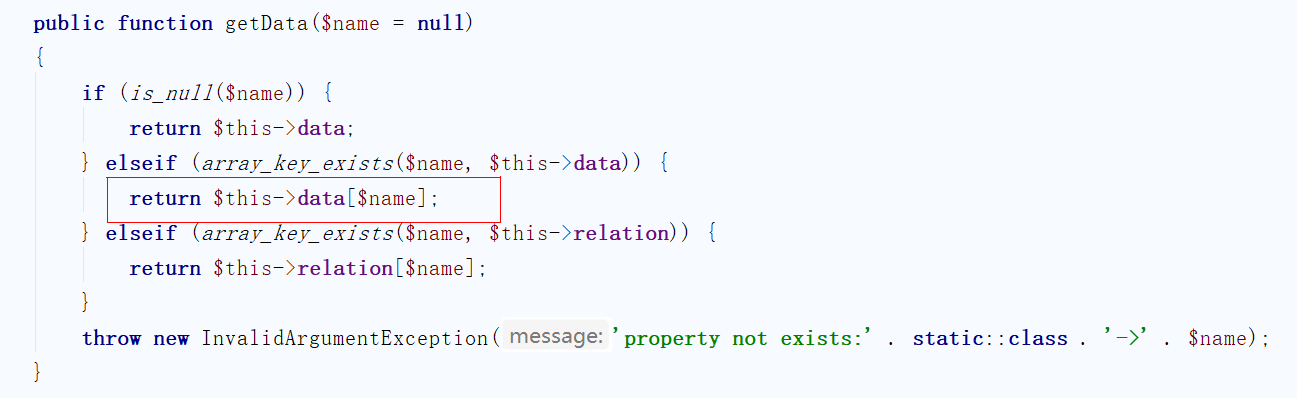 public function getData($name = null)
{
if (is_null($name)) {
return $this->data;
} elseif (array_key_exists($name, $this->data)) {
return $this->data[$name];
} elseif (array_key_exists($name, $this->relation)) {
return $this->relation[$name];
}
throw new InvalidArgumentException( message: 'property not exists:' . static::class . '->' . $name);
}